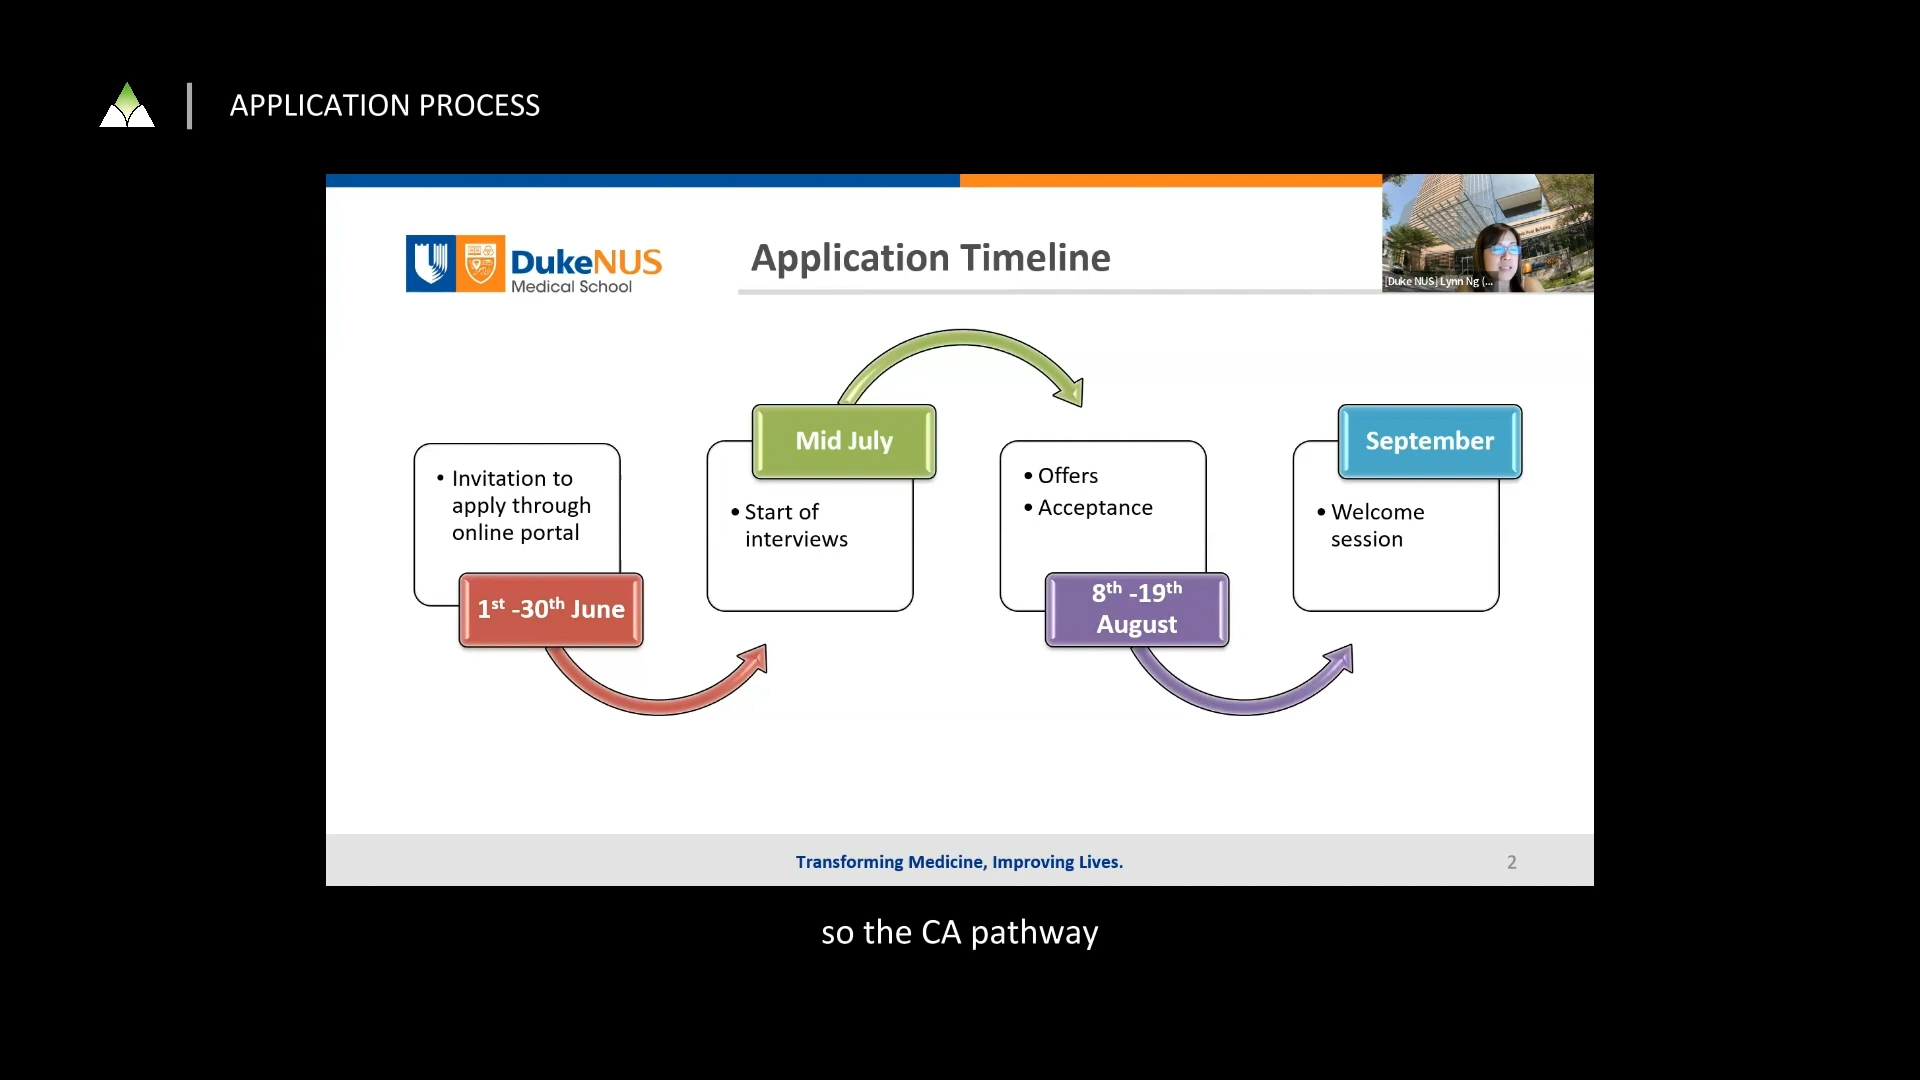 APPLICATION PROCESS
DukeNUS
Medical School
Application Timeline
[Duke NUS] Lynn Ng (...
• Invitation to
apply through
online portal
1st -30th June
Mid July
• Start of
interviews
• Offers
• Acceptance
8th -19th
August
September
• Welcome
session
Transforming Medicine, Improving Lives.
2
so the CA pathway